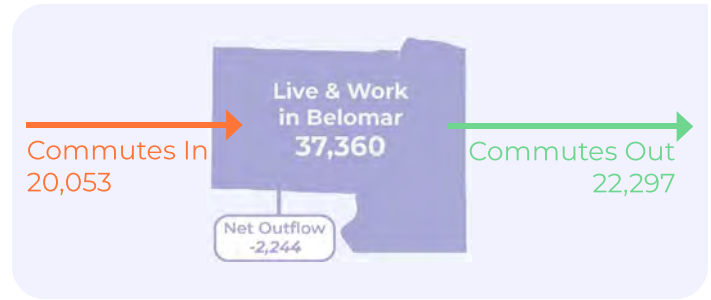 Live & Work
in Belomar
37,360
Commutes In
20,053
Commutes Out
22,297
Net Outflow
-2,244